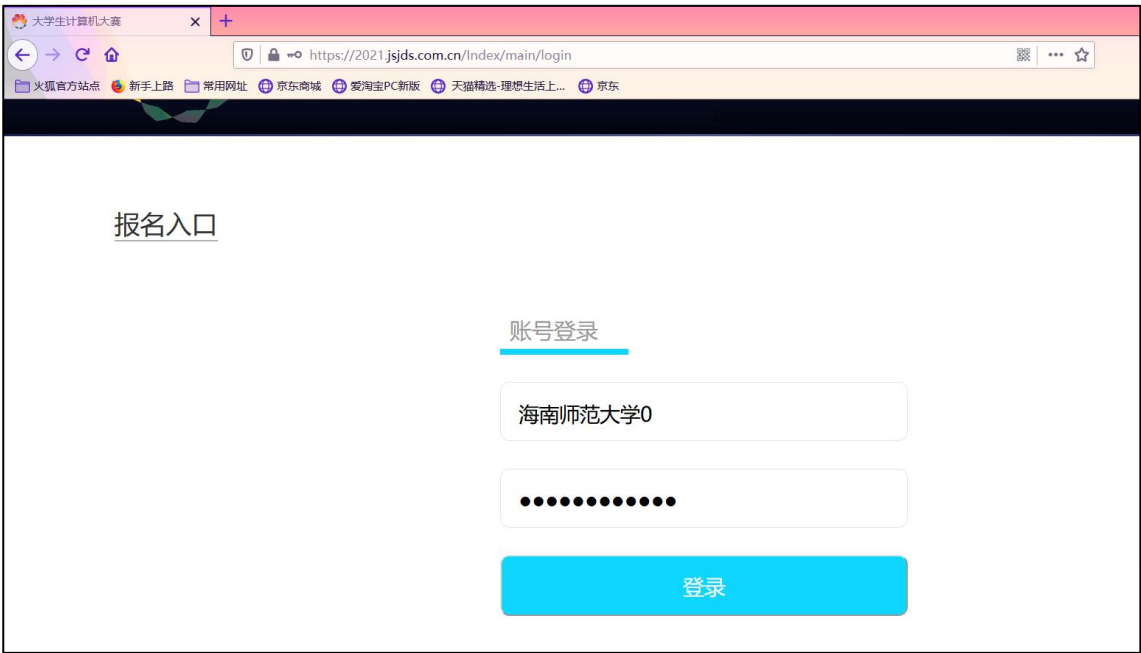 大学生计算机大赛
https://2021.jsjds.com.cn/Index/main/login
火狐官方站点 新手上路 常用网址 京东商城 爱淘宝PC新版 天猫精选-理想生活上... 京东
报名入口
账号登录
海南师范大学0
●●●●●●●●●●●●
登录